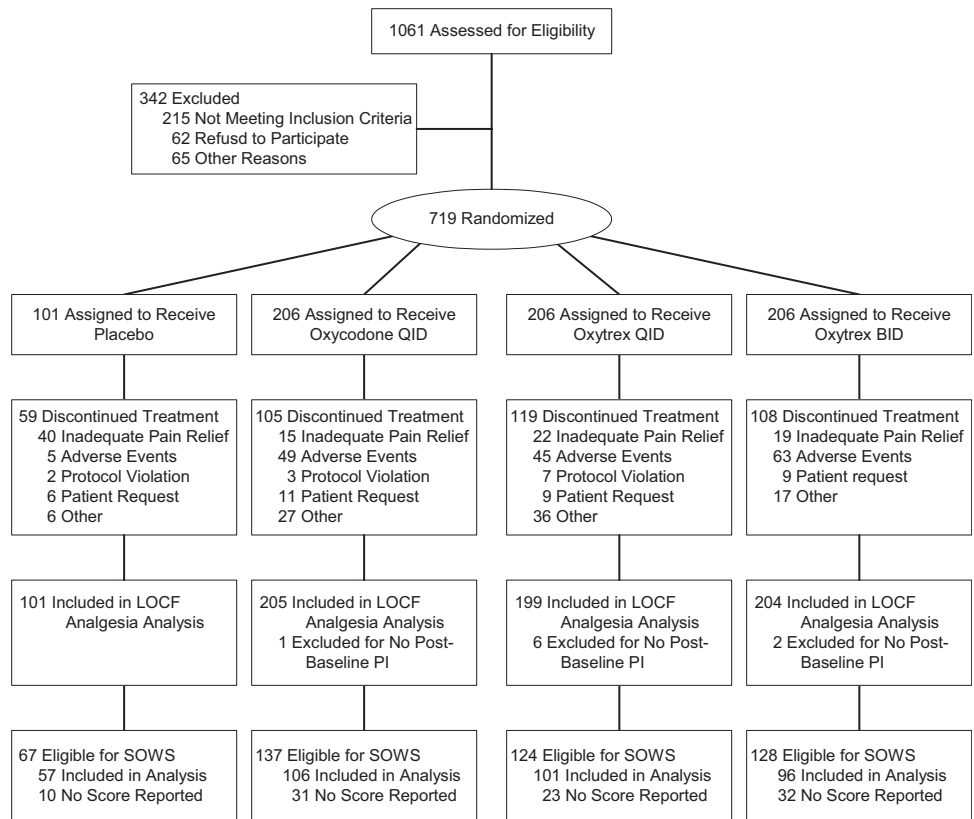 1061 Assessed for Eligibility
342 Excluded
215 Not Meeting Inclusion Criteria
62 Refusd to Participate
65 Other Reasons
719 Randomized
101 Assigned to Receive
Placebo
206 Assigned to Receive
Oxycodone QID
206 Assigned to Receive
Oxytrex QID
206 Assigned to Receive
Oxytrex BID
59 Discontinued Treatment
40 Inadequate Pain Relief
5 Adverse Events
2 Protocol Violation
6 Patient Request
6 Other
105 Discontinued Treatment
15 Inadequate Pain Relief
49 Adverse Events
3 Protocol Violation
11 Patient Request
27 Other
119 Discontinued Treatment
22 Inadequate Pain Relief
45 Adverse Events
7 Protocol Violation
9 Patient Request
36 Other
108 Discontinued Treatment
19 Inadequate Pain Relief
63 Adverse Events
9 Patient request
17 Other
101 Included in LOCF
Analgesia Analysis
205 Included in LOCF
Analgesia Analysis
1 Excluded for No Post-
Baseline PI
199 Included in LOCF
Analgesia Analysis
6 Excluded for No Post-
Baseline PI
204 Included in LOCF
Analgesia Analysis
2 Excluded for No Post-
Baseline PI
67 Eligible for SOWS
57 Included in Analysis
10 No Score Reported
137 Eligible for SOWS
106 Included in Analysis
31 No Score Reported
124 Eligible for SOWS
101 Included in Analysis
23 No Score Reported
128 Eligible for SOWS
96 Included in Analysis
32 No Score Reported